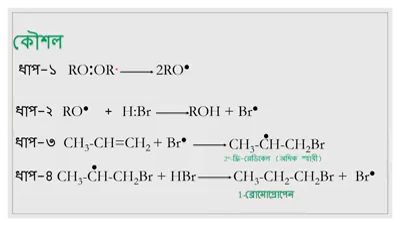 কৌশল
ধাপ-১ RO:OR ⟶ 2RO•
ধাপ-২ RO• + H:Br ⟶ ROH + Br•
ধাপ-৩ CH₃-CH=CH₂ + Br• ⟶ CH₃-ĊH-CH₂Br
2°-ফ্রি-রেডিকেল (অধিক স্থায়ী)
ধাপ-৪ CH₃-ĊH-CH₂Br + HBr ⟶ CH₃-CH₂-CH₂Br + Br•
1-ব্রোমোপ্রোপেন